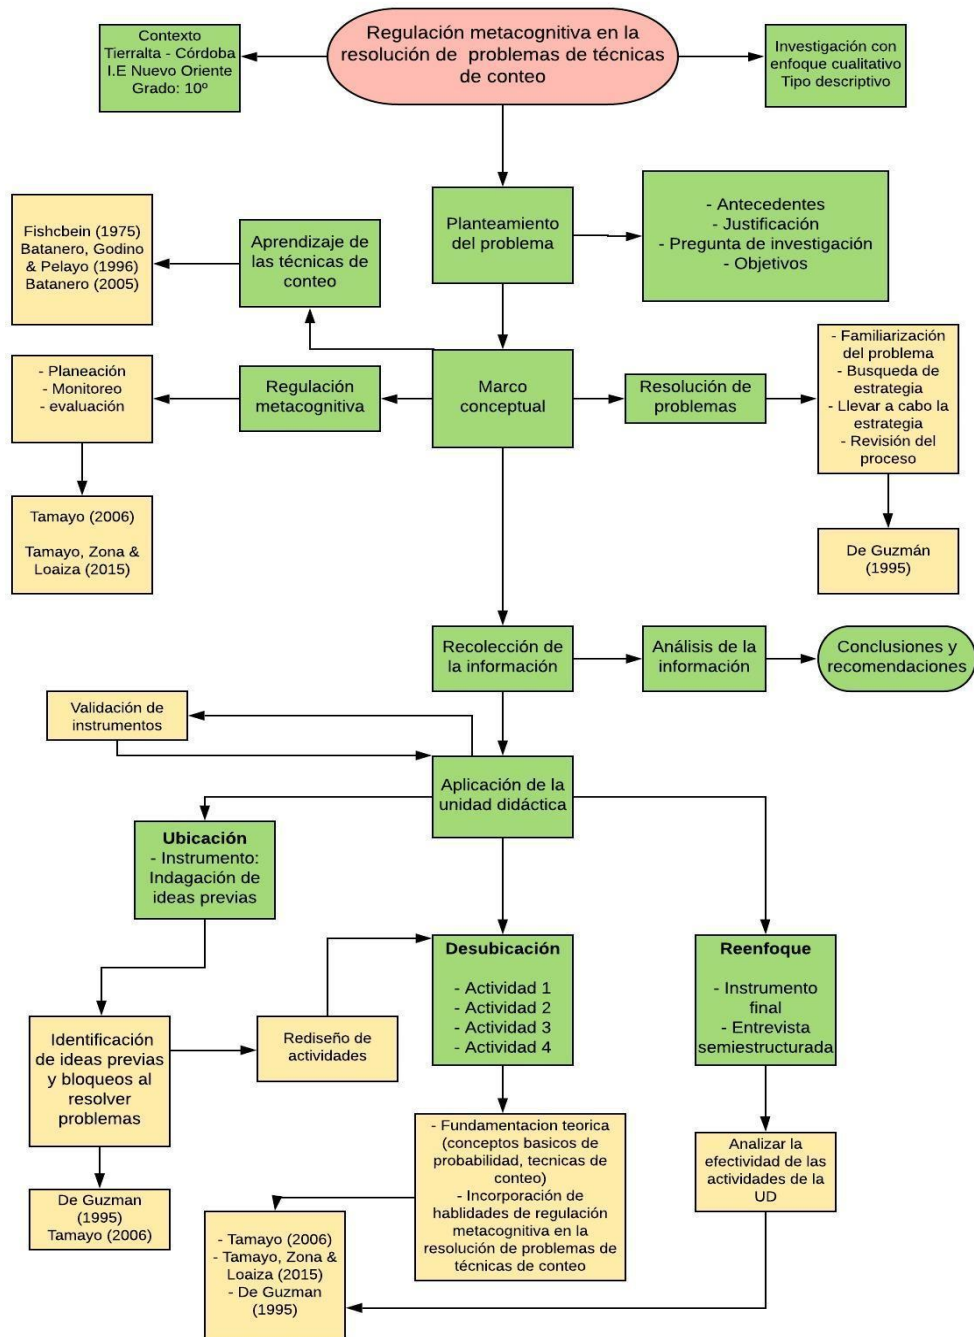 Contexto
Tierralta - Córdoba
I.E Nuevo Oriente
Grado: 10º
Regulación metacognitiva en la
resolución de problemas de técnicas
de conteo
Investigación con
enfoque cualitativo
Tipo descriptivo
Planteamiento
del problema
- Antecedentes
- Justificación
- Pregunta de investigación
- Objetivos
Fishcbein (1975)
Batanero, Godino
& Pelayo (1996)
Batanero (2005)
Aprendizaje de
las técnicas de
conteo
- Planeación
- Monitoreo
- evaluación
Regulación
metacognitiva
Marco
conceptual
Resolución de
problemas
- Familiarización
del problema
- Busqueda de
estrategia
- Llevar a cabo la
estrategia
- Revisión del
proceso
Tamayo (2006)
Tamayo, Zona &
Loaiza (2015)
De Guzmán
(1995)
Recolección de
la información
Análisis de la
información
Conclusiones y
recomendaciones
Validación de
instrumentos
Aplicación de la
unidad didáctica
Ubicación
- Instrumento:
Indagación de
ideas previas
Desubicación
- Actividad 1
- Actividad 2
- Actividad 3
- Actividad 4
Reenfoque
- Instrumento
final
- Entrevista
semiestructurada
Identificación
de ideas previas
y bloqueos al
resolver
problemas
Rediseño de
actividades
De Guzman
(1995)
Tamayo (2006)
- Fundamentacion teorica
(conceptos basicos de
probabilidad, tecnicas de
conteo)
- Incorporación de
hablidades de regulación
metacognitiva en la
resolución de problemas de
técnicas de conteo
Analizar la
efectividad de las
actividades de la
UD
- Tamayo (2006)
- Tamayo, Zona &
Loaiza (2015)
- De Guzman
(1995)